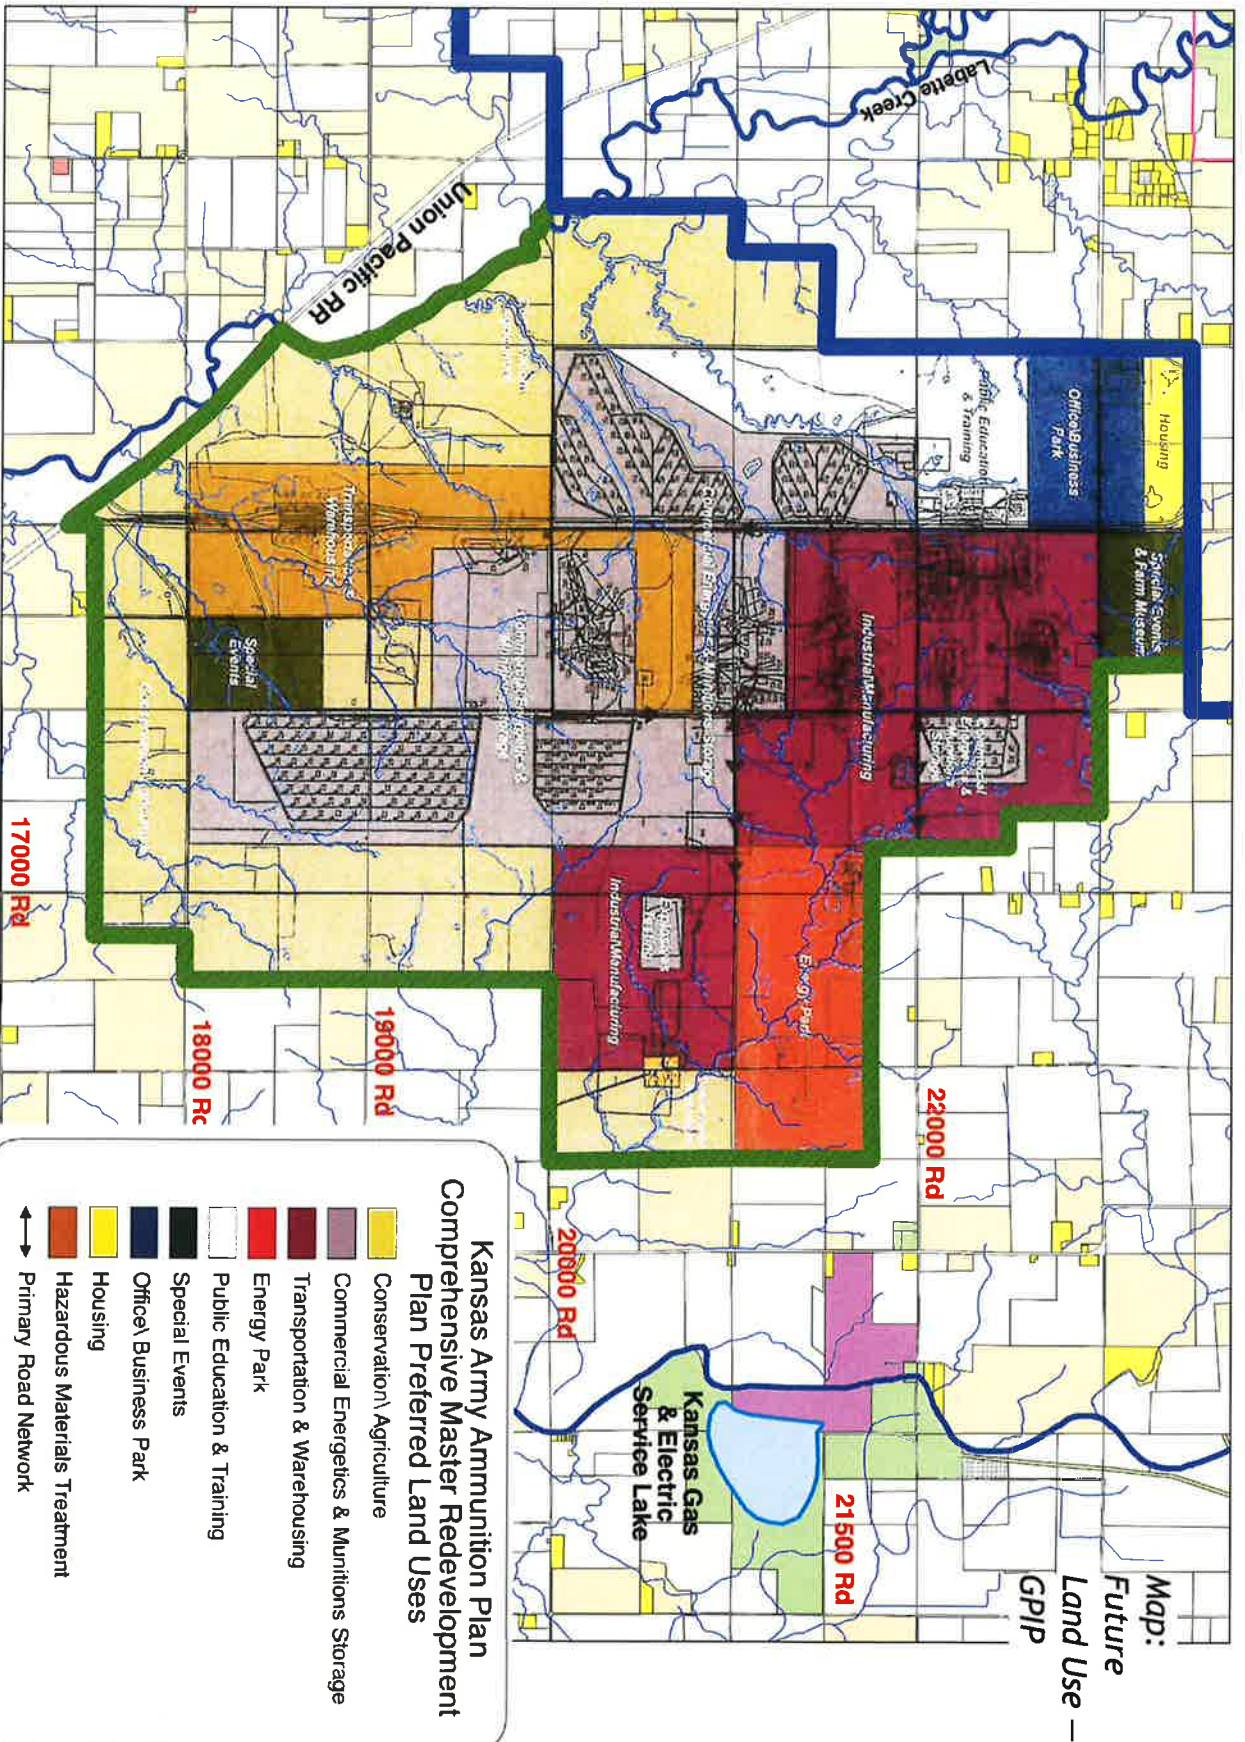 Map:
Future
Land Use –
GPIP
Labette Creek
Union Pacific RR
Housing
Office\Business
Park
Public Education
& Training
Special Events
& Farm Museum
Industrial\Manufacturing
Energy Park
Industrial\Manufacturing
Special
Events
17000 Rd
18000 Rd
19000 Rd
20000 Rd
21500 Rd
22000 Rd
Kansas Gas
& Electric
Service Lake
Kansas Army Ammunition Plan
Comprehensive Master Redevelopment
Plan Preferred Land Uses
Conservation\ Agriculture
Commercial Energetics & Munitions Storage
Transportation & Warehousing
Energy Park
Public Education & Training
Special Events
Office\ Business Park
Housing
Hazardous Materials Treatment
Primary Road Network